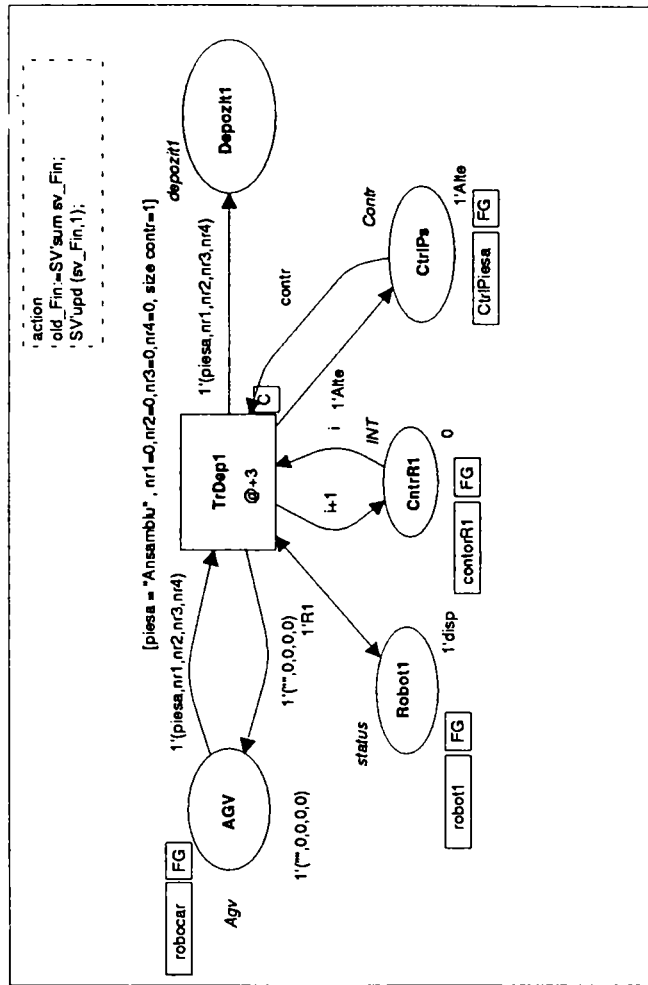 action
old_Fin:=SV'sum sv_Fin;
SV'upd (sv_Fin,1);
[piesa = "Ansamblu", nr1=0,nr2=0,nr3=0,nr4=0, size contr=1]
robocar
FG
Agv
AGV
1'("",0,0,0,0)
1'(piesa,nr1,nr2,nr3,nr4)
1'("",0,0,0,0)
TrDep1
@+3
C
1'(piesa,nr1,nr2,nr3,nr4)
depozit1
Depozit1
1'R1
status
Robot1
1'disp
robot1
FG
i+1
i
INT
CntrR1
0
contorR1
FG
1'Alte
contr
Contr
CtrlPs
1'Alte
CtrlPiesa
FG